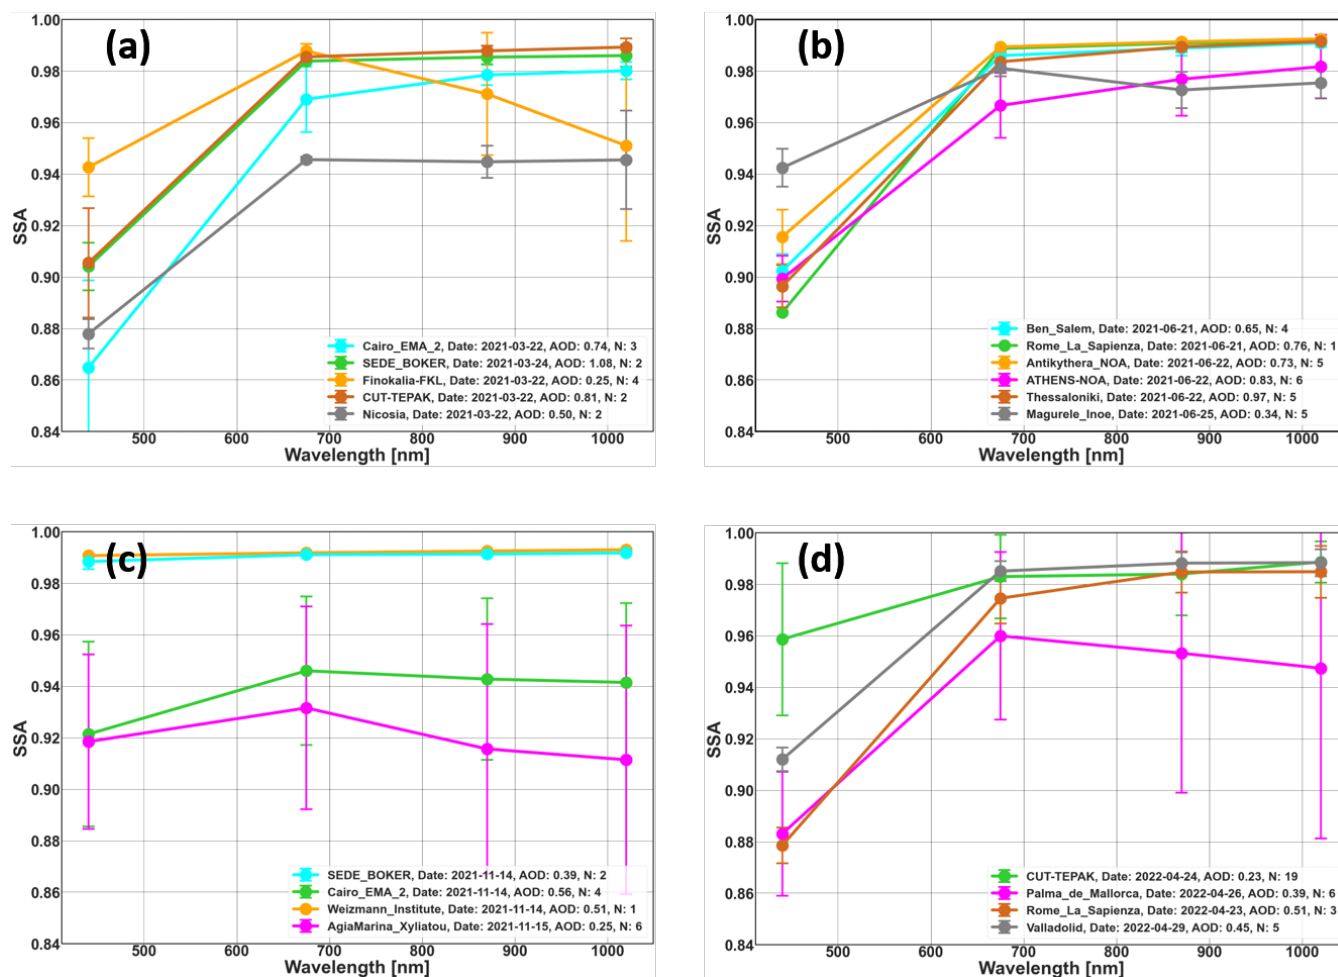 (a)
1.00
0.98
0.96
0.94
0.92
0.90
0.88
0.86
0.84
SSA
500 600 700 800 900 1000
Wavelength [nm]
Cairo_EMA_2, Date: 2021-03-22, AOD: 0.74, N: 3
SEDE_BOKER, Date: 2021-03-24, AOD: 1.08, N: 2
Finokalia-FKL, Date: 2021-03-22, AOD: 0.25, N: 4
CUT-TEPAK, Date: 2021-03-22, AOD: 0.81, N: 2
Nicosia, Date: 2021-03-22, AOD: 0.50, N: 2
(b)
1.00
0.98
0.96
0.94
0.92
0.90
0.88
0.86
0.84
SSA
500 600 700 800 900 1000
Wavelength [nm]
Ben_Salem, Date: 2021-06-21, AOD: 0.65, N: 4
Rome_La_Sapienza, Date: 2021-06-21, AOD: 0.76, N: 1
Antikythera_NOA, Date: 2021-06-22, AOD: 0.73, N: 5
ATHENS-NOA, Date: 2021-06-22, AOD: 0.83, N: 6
Thessaloniki, Date: 2021-06-22, AOD: 0.97, N: 5
Magurele_Inoe, Date: 2021-06-25, AOD: 0.34, N: 5
(c)
1.00
0.98
0.96
0.94
0.92
0.90
0.88
0.86
0.84
SSA
500 600 700 800 900 1000
Wavelength [nm]
SEDE_BOKER, Date: 2021-11-14, AOD: 0.39, N: 2
Cairo_EMA_2, Date: 2021-11-14, AOD: 0.56, N: 4
Weizmann_Institute, Date: 2021-11-14, AOD: 0.51, N: 1
AgiaMarina_Xyliatou, Date: 2021-11-15, AOD: 0.25, N: 6
(d)
1.00
0.98
0.96
0.94
0.92
0.90
0.88
0.86
0.84
SSA
500 600 700 800 900 1000
Wavelength [nm]
CUT-TEPAK, Date: 2022-04-24, AOD: 0.23, N: 19
Palma_de_Mallorca, Date: 2022-04-26, AOD: 0.39, N: 6
Rome_La_Sapienza, Date: 2022-04-23, AOD: 0.51, N: 3
Valladolid, Date: 2022-04-29, AOD: 0.45, N: 5